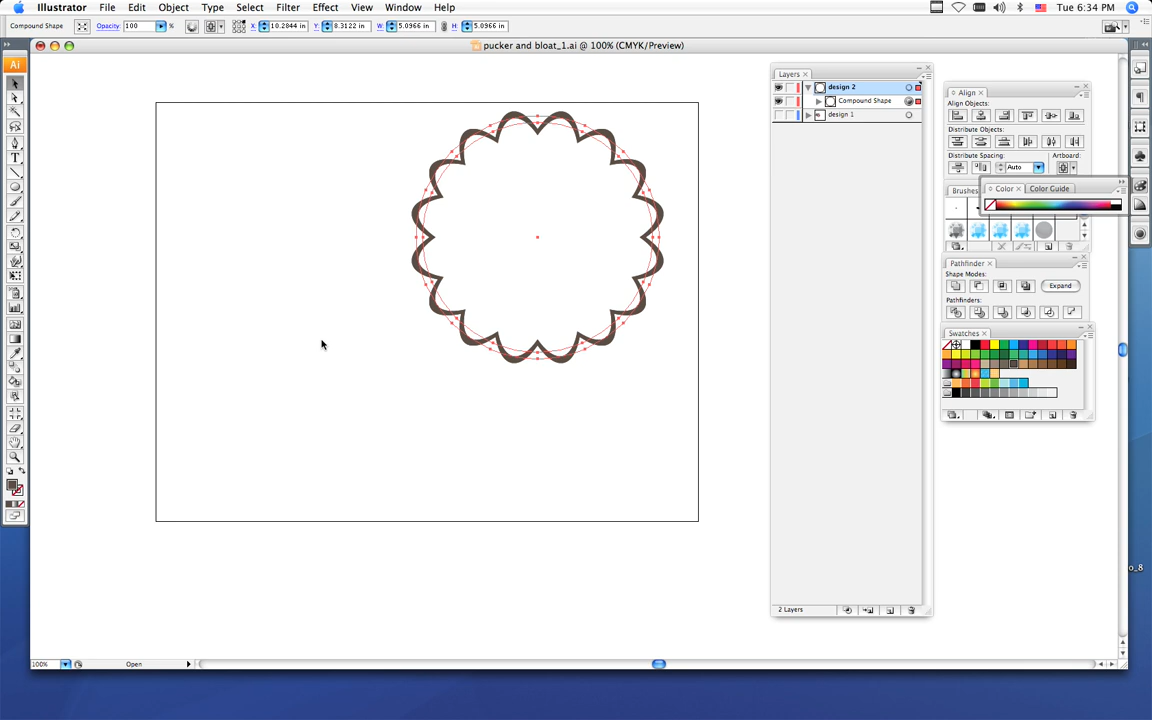 Illustrator File Edit Object Type Select Filter Effect View Window Help Tue 6:34 PM
Compound Shape Opacity: 100 % X: 10.2844 in Y: 8.3122 in W: 5.0966 in H: 5.0966 in
pucker and bloat_1.ai @ 100% (CMYK/Preview)
Ai
T
Layers
design 2
Compound Shape
design 1
2 Layers
Align
Align Objects:
Distribute Objects:
Distribute Spacing: Artboard:
Auto
Brushes
Color Color Guide
Pathfinder
Shape Modes:
Expand
Pathfinders:
Swatches
o_8
100% Open